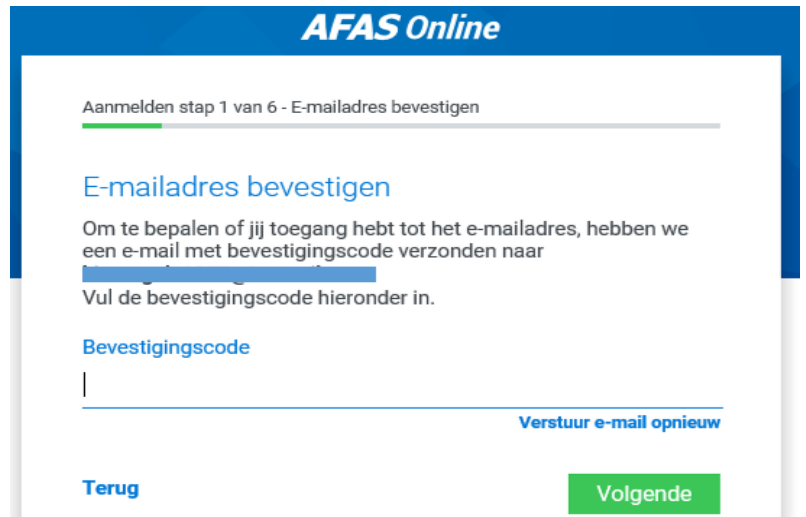 AFAS Online
Aanmelden stap 1 van 6 - E-mailadres bevestigen
E-mailadres bevestigen
Om te bepalen of jij toegang hebt tot het e-mailadres, hebben we
een e-mail met bevestigingscode verzonden naar
Vul de bevestigingscode hieronder in.
Bevestigingscode
Verstuur e-mail opnieuw
Terug
Volgende